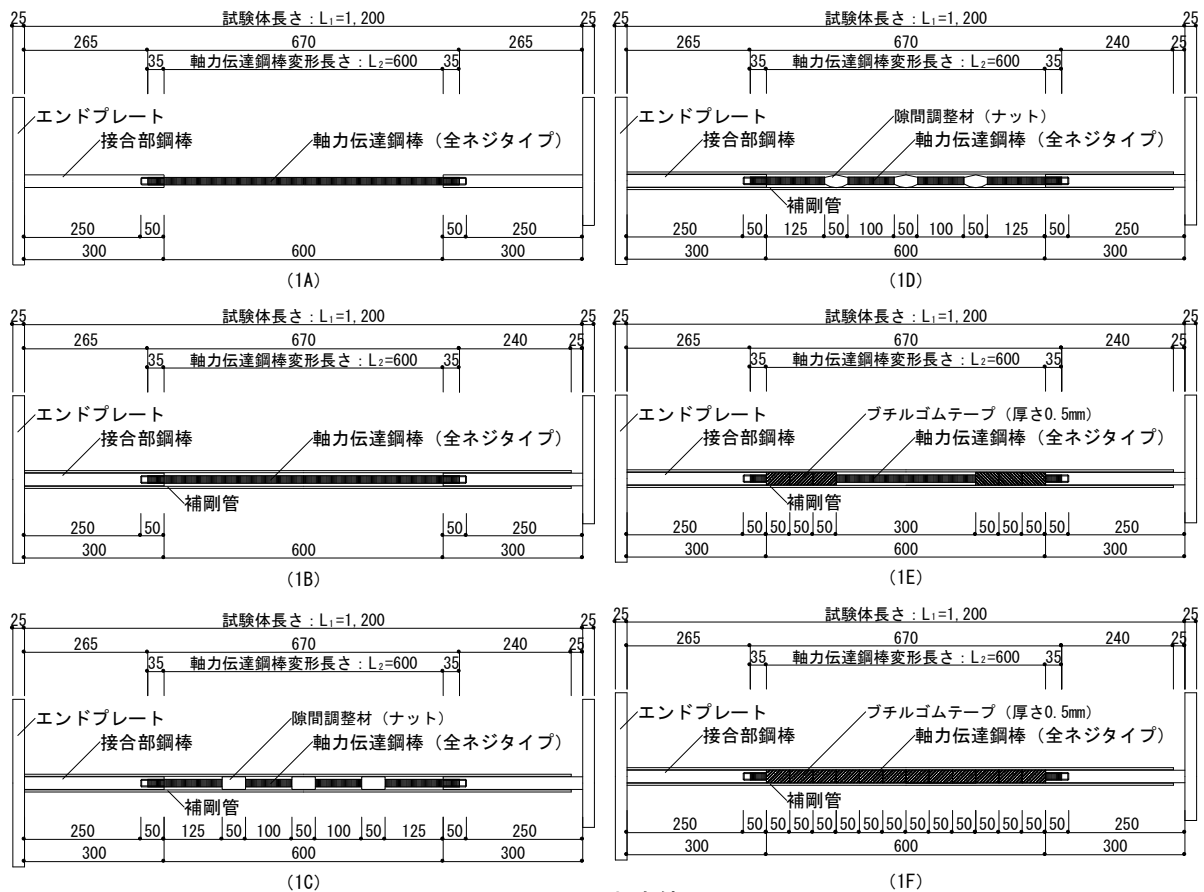 25 試験体長さ：L₁=1,200 25
265 670 265
35 軸力伝達鋼棒変形長さ：L₂=600 35
エンドプレート
接合部鋼棒 軸力伝達鋼棒（全ネジタイプ）
250 50 50 250
300 600 300
(1A)
25 試験体長さ：L₁=1,200 25
265 670 240 25
35 軸力伝達鋼棒変形長さ：L₂=600 35
エンドプレート
接合部鋼棒 軸力伝達鋼棒（全ネジタイプ）
補剛管
250 50 50 250
300 600 300
(1B)
25 試験体長さ：L₁=1,200 25
265 670 240 25
35 軸力伝達鋼棒変形長さ：L₂=600 35
エンドプレート 隙間調整材（ナット）
接合部鋼棒 軸力伝達鋼棒（全ネジタイプ）
補剛管
250 50 125 50 100 50 100 50 125 50 250
300 600 300
(1C)
25 試験体長さ：L₁=1,200 25
265 670 240 25
35 軸力伝達鋼棒変形長さ：L₂=600 35
エンドプレート 隙間調整材（ナット）
接合部鋼棒 軸力伝達鋼棒（全ネジタイプ）
補剛管
250 50 125 50 100 50 100 50 125 50 250
300 600 300
(1D)
25 試験体長さ：L₁=1,200 25
265 670 240 25
35 軸力伝達鋼棒変形長さ：L₂=600 35
エンドプレート ブチルゴムテープ（厚さ0.5mm）
接合部鋼棒 軸力伝達鋼棒（全ネジタイプ）
補剛管
250 50 50 50 50 300 50 50 50 50 250
300 600 300
(1E)
25 試験体長さ：L₁=1,200 25
265 670 240 25
35 軸力伝達鋼棒変形長さ：L₂=600 35
エンドプレート ブチルゴムテープ（厚さ0.5mm）
接合部鋼棒 軸力伝達鋼棒（全ネジタイプ）
補剛管
250 50 50 50 50 50 50 50 50 50 50 50 50 50 50 250
300 600 300
(1F)